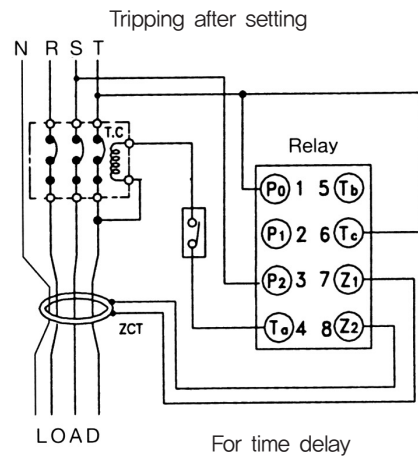 Tripping after setting
N R S T
T.C
Relay
P0 1 5 Tb
P1 2 6 Tc
P2 3 7 Z1
Ta 4 8 Z2
ZCT
LOAD
For time delay